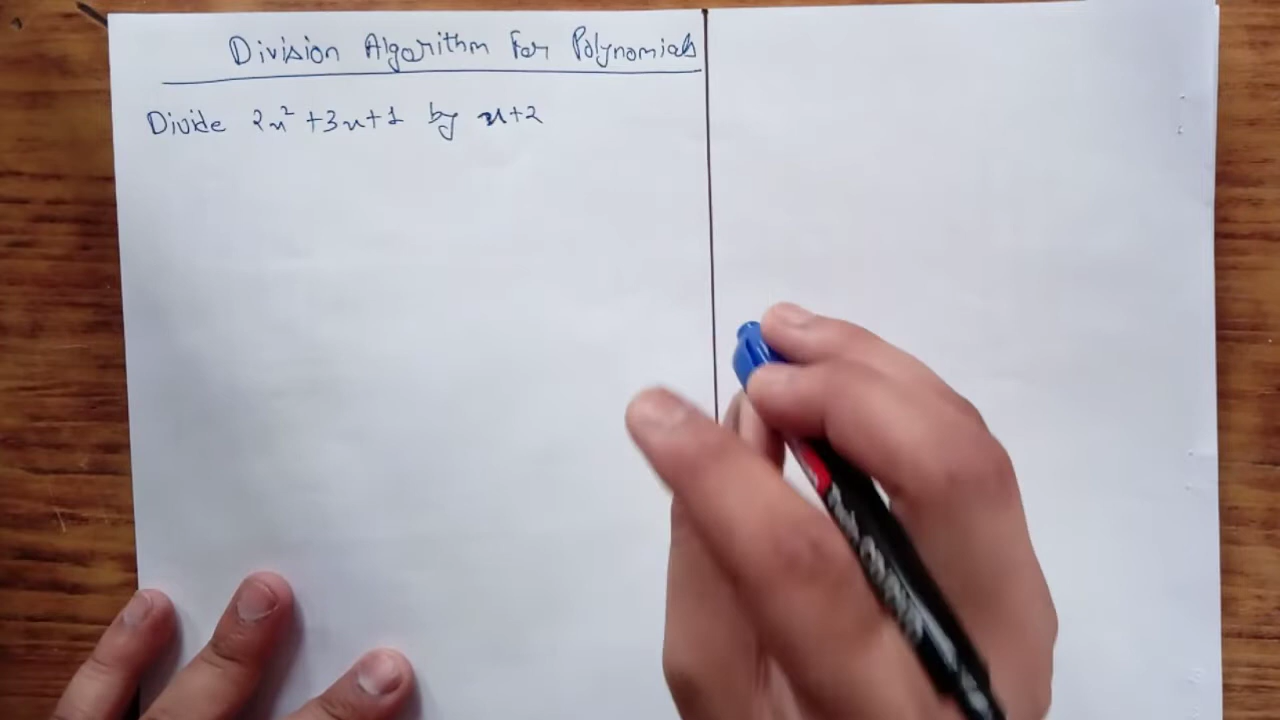 Division Algorithm For Polynomials
Divide 2x² +3x+1 by x+2